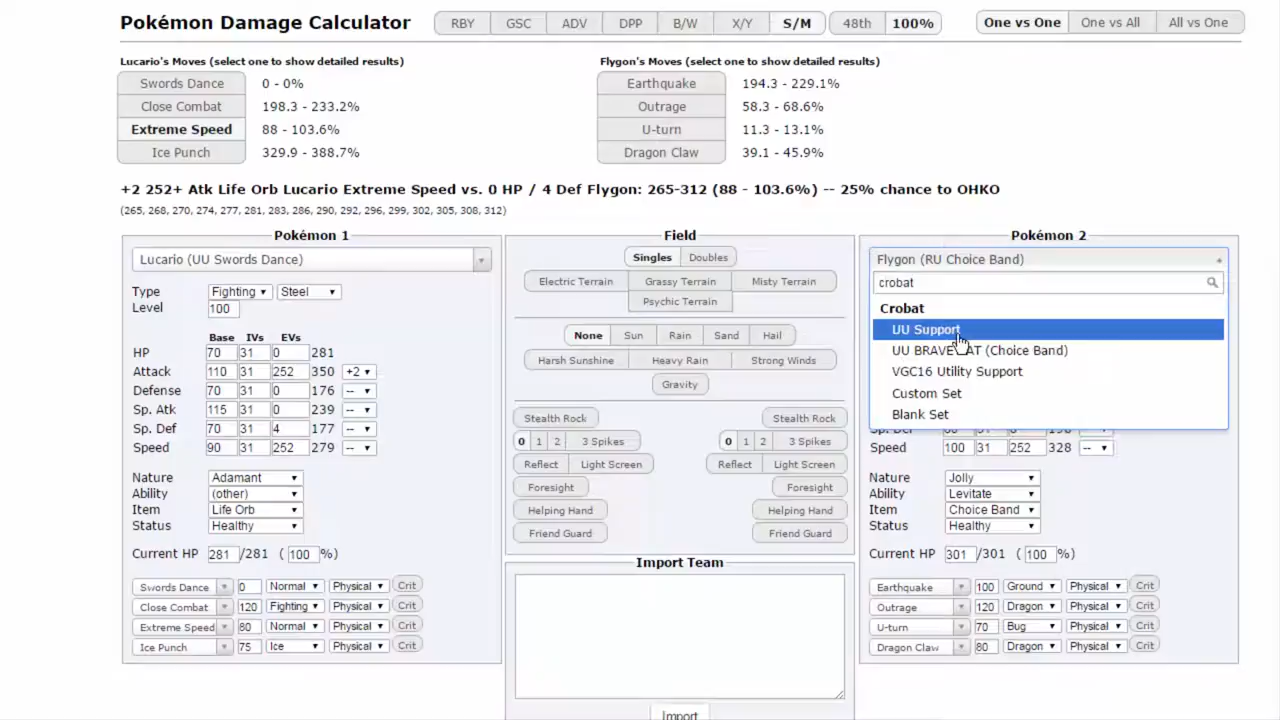 Pokémon Damage Calculator RBY GSC ADV DPP B/W X/Y S/M 48th 100% One vs One One vs All All vs One
Lucario's Moves (select one to show detailed results) Flygon's Moves (select one to show detailed results)
Swords Dance 0 - 0% Earthquake 194.3 - 229.1%
Close Combat 198.3 - 233.2% Outrage 58.3 - 68.6%
Extreme Speed 88 - 103.6% U-turn 11.3 - 13.1%
Ice Punch 329.9 - 388.7% Dragon Claw 39.1 - 45.9%
+2 252+ Atk Life Orb Lucario Extreme Speed vs. 0 HP / 4 Def Flygon: 265-312 (88 - 103.6%) -- 25% chance to OHKO
(265, 268, 270, 274, 277, 281, 283, 286, 290, 292, 296, 299, 302, 305, 308, 312)
Pokémon 1
Lucario (UU Swords Dance)
Type Fighting Steel
Level 100
Base IVs EVs
HP 70 31 0 281
Attack 110 31 252 350 +2
Defense 70 31 0 176 --
Sp. Atk 115 31 0 239 --
Sp. Def 70 31 4 177 --
Speed 90 31 252 279 --
Nature Adamant
Ability (other)
Item Life Orb
Status Healthy
Current HP 281 /281 ( 100 %)
Swords Dance 0 Normal Physical Crit
Close Combat 120 Fighting Physical Crit
Extreme Speed 80 Normal Physical Crit
Ice Punch 75 Ice Physical Crit
Field
Singles Doubles
Electric Terrain Grassy Terrain Misty Terrain
Psychic Terrain
None Sun Rain Sand Hail
Harsh Sunshine Heavy Rain Strong Winds
Gravity
Stealth Rock Stealth Rock
0 1 2 3 Spikes 0 1 2 3 Spikes
Reflect Light Screen Reflect Light Screen
Foresight Foresight
Helping Hand Helping Hand
Friend Guard Friend Guard
Import Team
Import
Pokémon 2
Flygon (RU Choice Band)
crobat
Crobat
UU Support
UU (Choice Band)
VGC16 Utility Support
Custom Set
Blank Set
Speed 100 31 252 328 --
Nature Jolly
Ability Levitate
Item Choice Band
Status Healthy
Current HP 301 /301 ( 100 %)
Earthquake 100 Ground Physical Crit
Outrage 120 Dragon Physical Crit
U-turn 70 Bug Physical Crit
Dragon Claw 80 Dragon Physical Crit